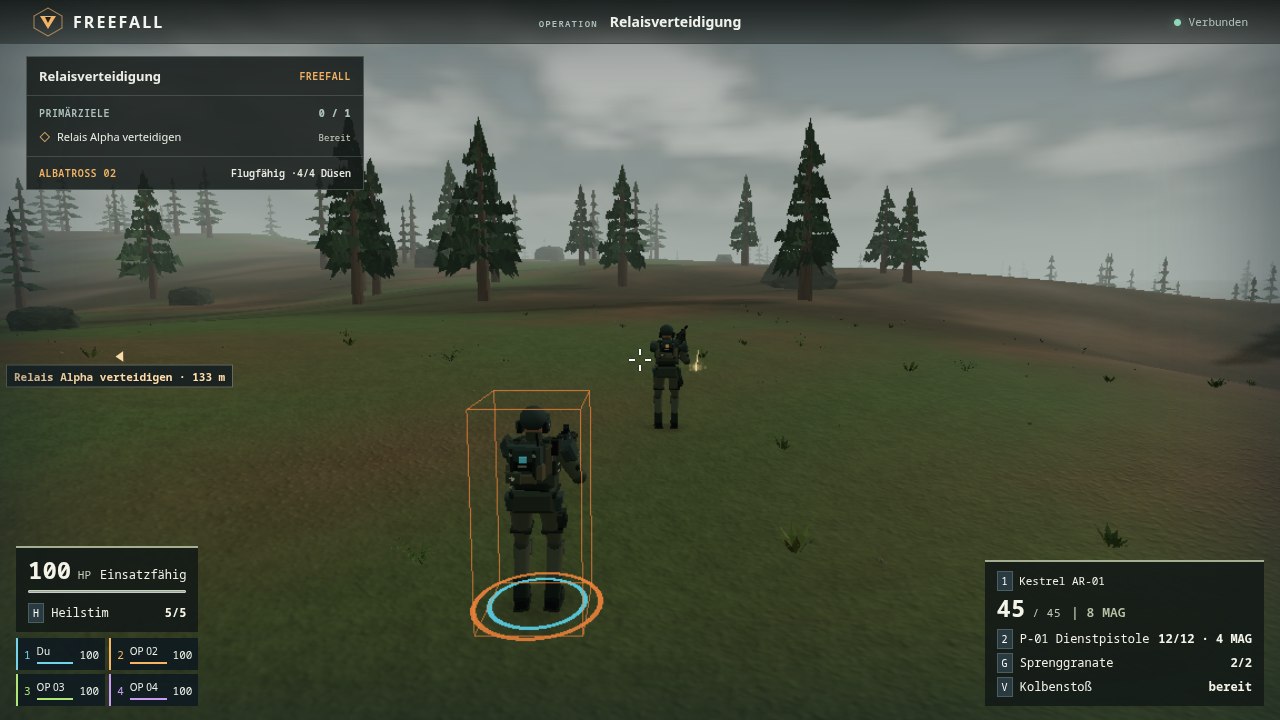 FREEFALL
OPERATION Relaisverteidigung
Verbunden
Relaisverteidigung FREEFALL
PRIMÄRZIELE 0 / 1
Relais Alpha verteidigen Bereit
ALBATROSS 02 Flugfähig ·4/4 Düsen
Relais Alpha verteidigen · 133 m
100 HP Einsatzfähig
H Heilstim 5/5
1 Du 100
2 OP 02 100
3 OP 03 100
4 OP 04 100
1 Kestrel AR-01
45 / 45 | 8 MAG
2 P-01 Dienstpistole 12/12 · 4 MAG
G Sprenggranate 2/2
V Kolbenstoß bereit